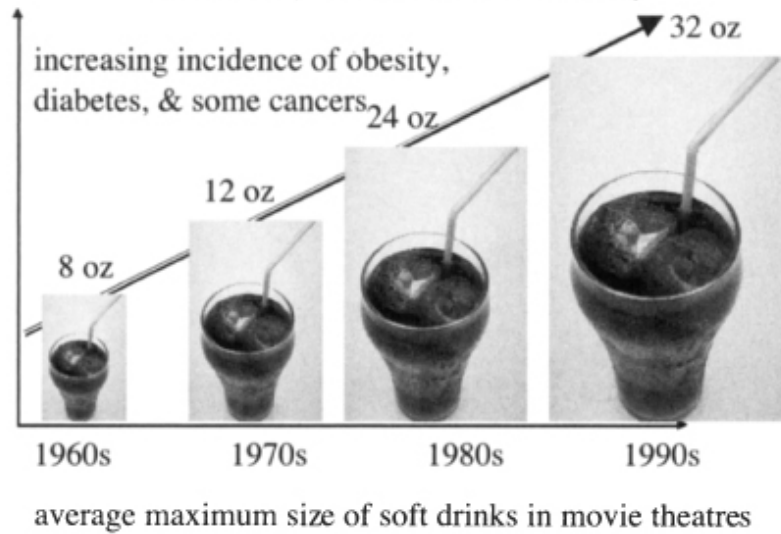 32 oz
increasing incidence of obesity,
diabetes, & some cancers
24 oz
12 oz
8 oz
1960s 1970s 1980s 1990s
average maximum size of soft drinks in movie theatres